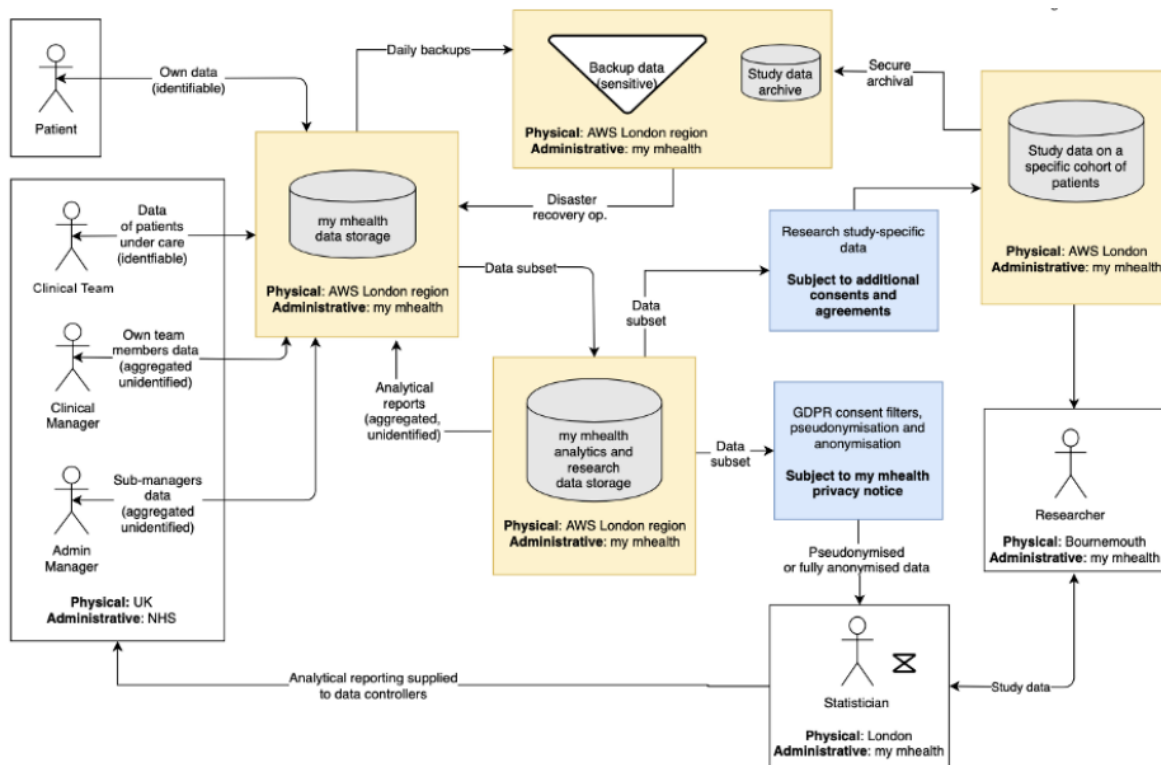 Patient
Own data
(identifiable)
Daily backups
Backup data
(sensitive)
Study data
archive
Physical: AWS London region
Administrative: my mhealth
Secure
archival
Study data on a
specific cohort of
patients
Physical: AWS London
Administrative: my mhealth
Data
of patients
under care
(identfiable)
Clinical Team
my mhealth
data storage
Physical: AWS London region
Administrative: my mhealth
Disaster
recovery op.
Data subset
Research study-specific
data
Subject to additional
consents and
agreements
Data
subset
Own team
members data
(aggregated
unidentified)
Clinical
Manager
Analytical
reports
(aggregated,
unidentified)
my mhealth
analytics and
research
data storage
Physical: AWS London region
Administrative: my mhealth
Data
subset
GDPR consent filters,
pseudonymisation and
anonymisation
Subject to my mhealth
privacy notice
Sub-managers
data
(aggregated
unidentified)
Admin
Manager
Physical: UK
Administrative: NHS
Researcher
Physical: Bournemouth
Administrative: my mhealth
Pseudonymised
or fully anonymised data
Analytical reporting supplied
to data controllers
Statistician
Physical: London
Administrative: my mhealth
Study data